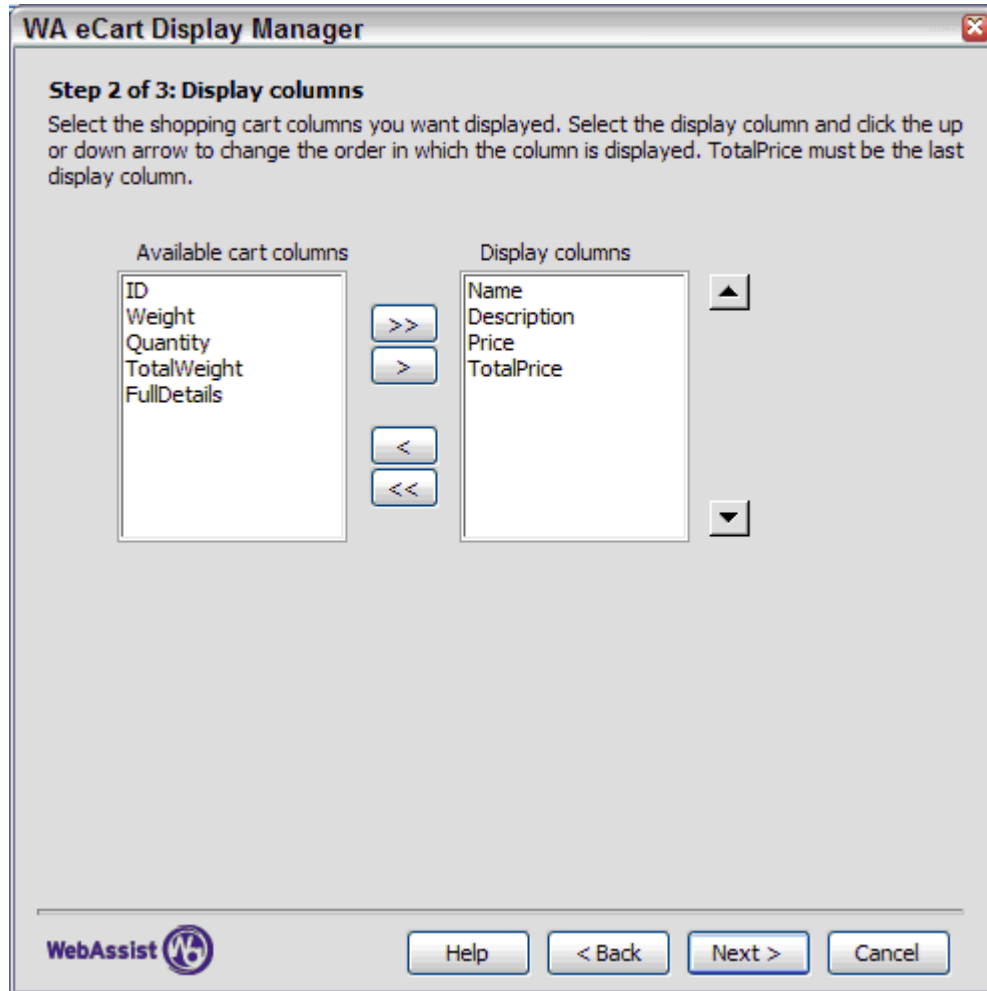 WA eCart Display Manager
Step 2 of 3: Display columns
Select the shopping cart columns you want displayed. Select the display column and click the up
or down arrow to change the order in which the column is displayed. TotalPrice must be the last
display column.
Available cart columns
Display columns
ID
Weight
Quantity
TotalWeight
FullDetails
>>
>
<
<<
Name
Description
Price
TotalPrice
WebAssist
Help
< Back
Next >
Cancel